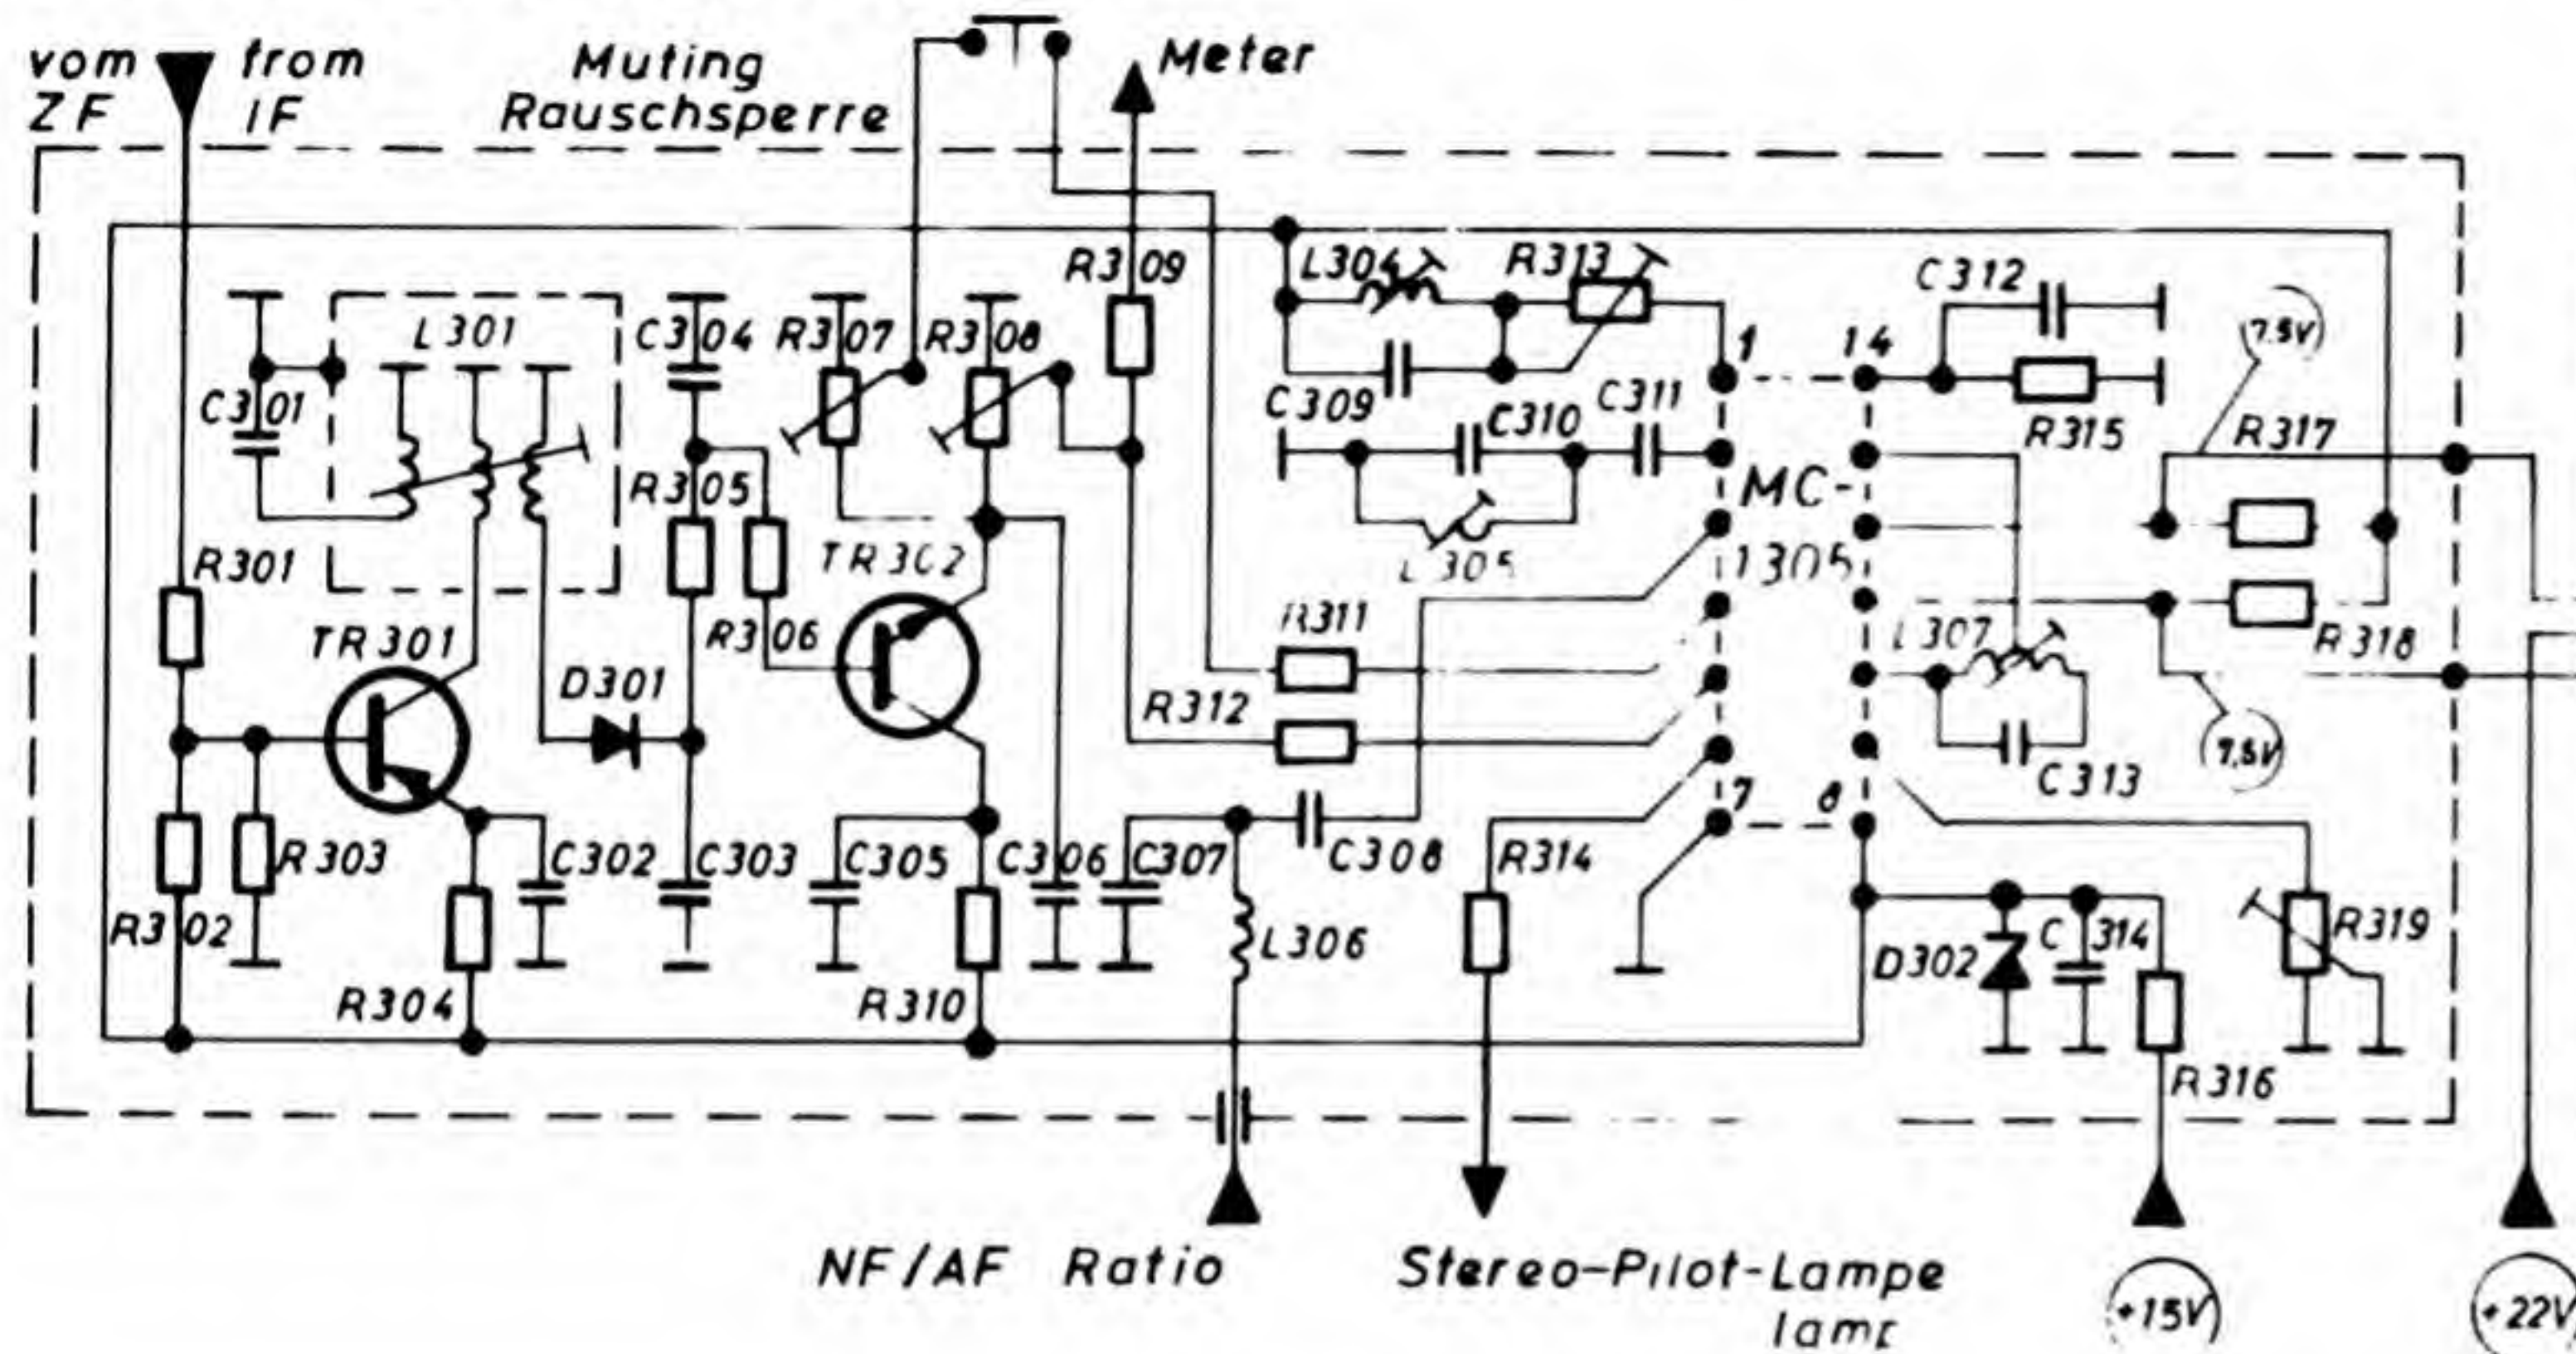 vom from
ZF IF
Muting
Rauschsperre
Meter
R309
L304 R313
C312
L301
C304 R307 R308
1 14
7.5V
C301
C309 C310 C311
R315 R317
R305
MC-
1305
L305
TR302
R301
TR301
R306
R311
L307
R318
D301
R312
7.5V
C313
7 8
R303 C302 C303 C305 C306 C307 C308 R314
R302
L306
D302 C 314 R319
R304 R310
R316
NF/AF Ratio
Stereo-Pilot-Lampe
+15V
+22V